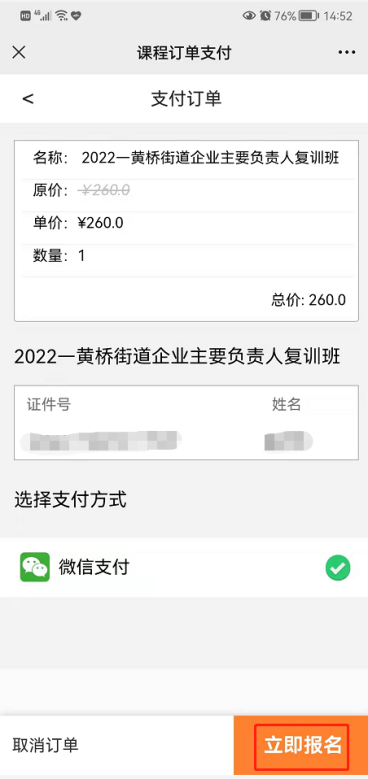 HD 4G 76% 14:52
课程订单支付
< 支付订单
名称: 2022一黄桥街道企业主要负责人复训班
原价: ¥260.0
单价: ¥260.0
数量: 1
总价: 260.0
2022一黄桥街道企业主要负责人复训班
证件号 姓名
选择支付方式
微信支付
取消订单 立即报名